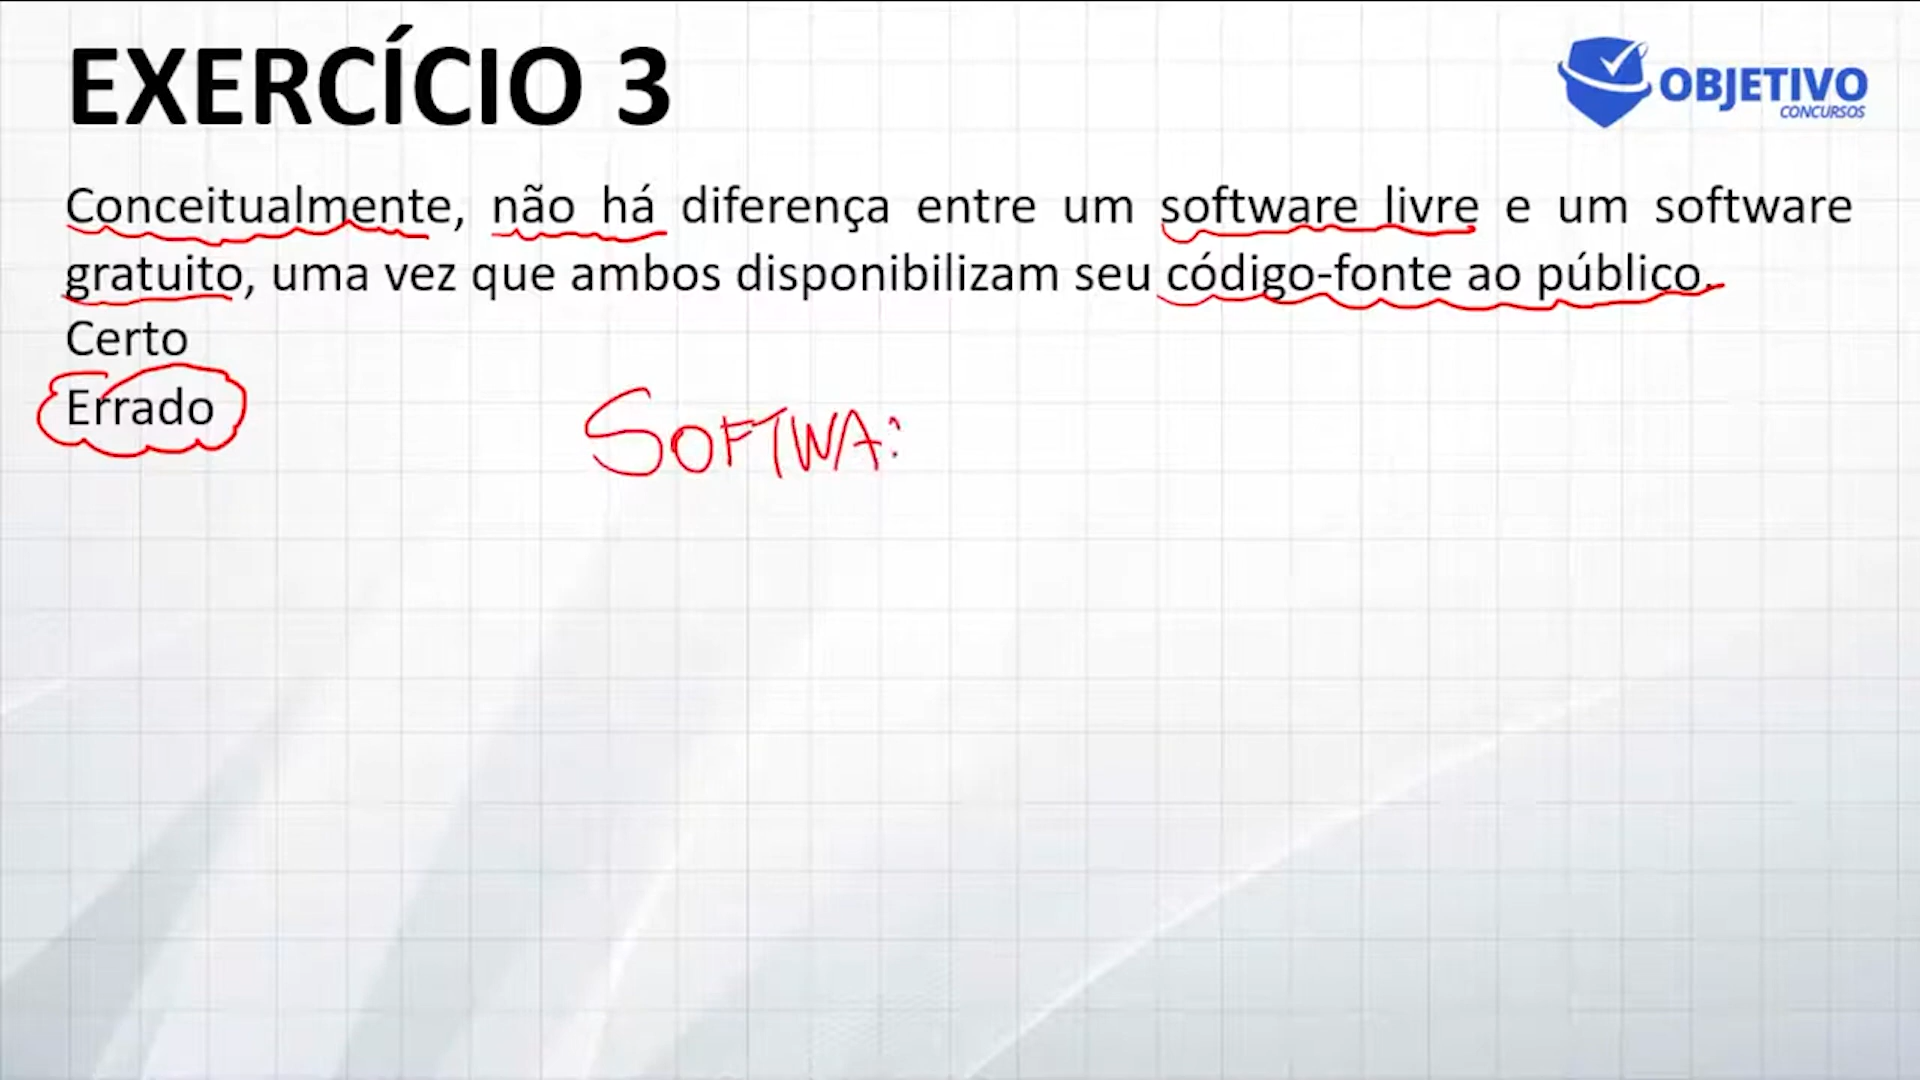 EXERCÍCIO 3
OBJETIVO
CONCURSOS
Conceitualmente, não há diferença entre um software livre e um software
gratuito, uma vez que ambos disponibilizam seu código-fonte ao público.
Certo
Errado
SOFTWA